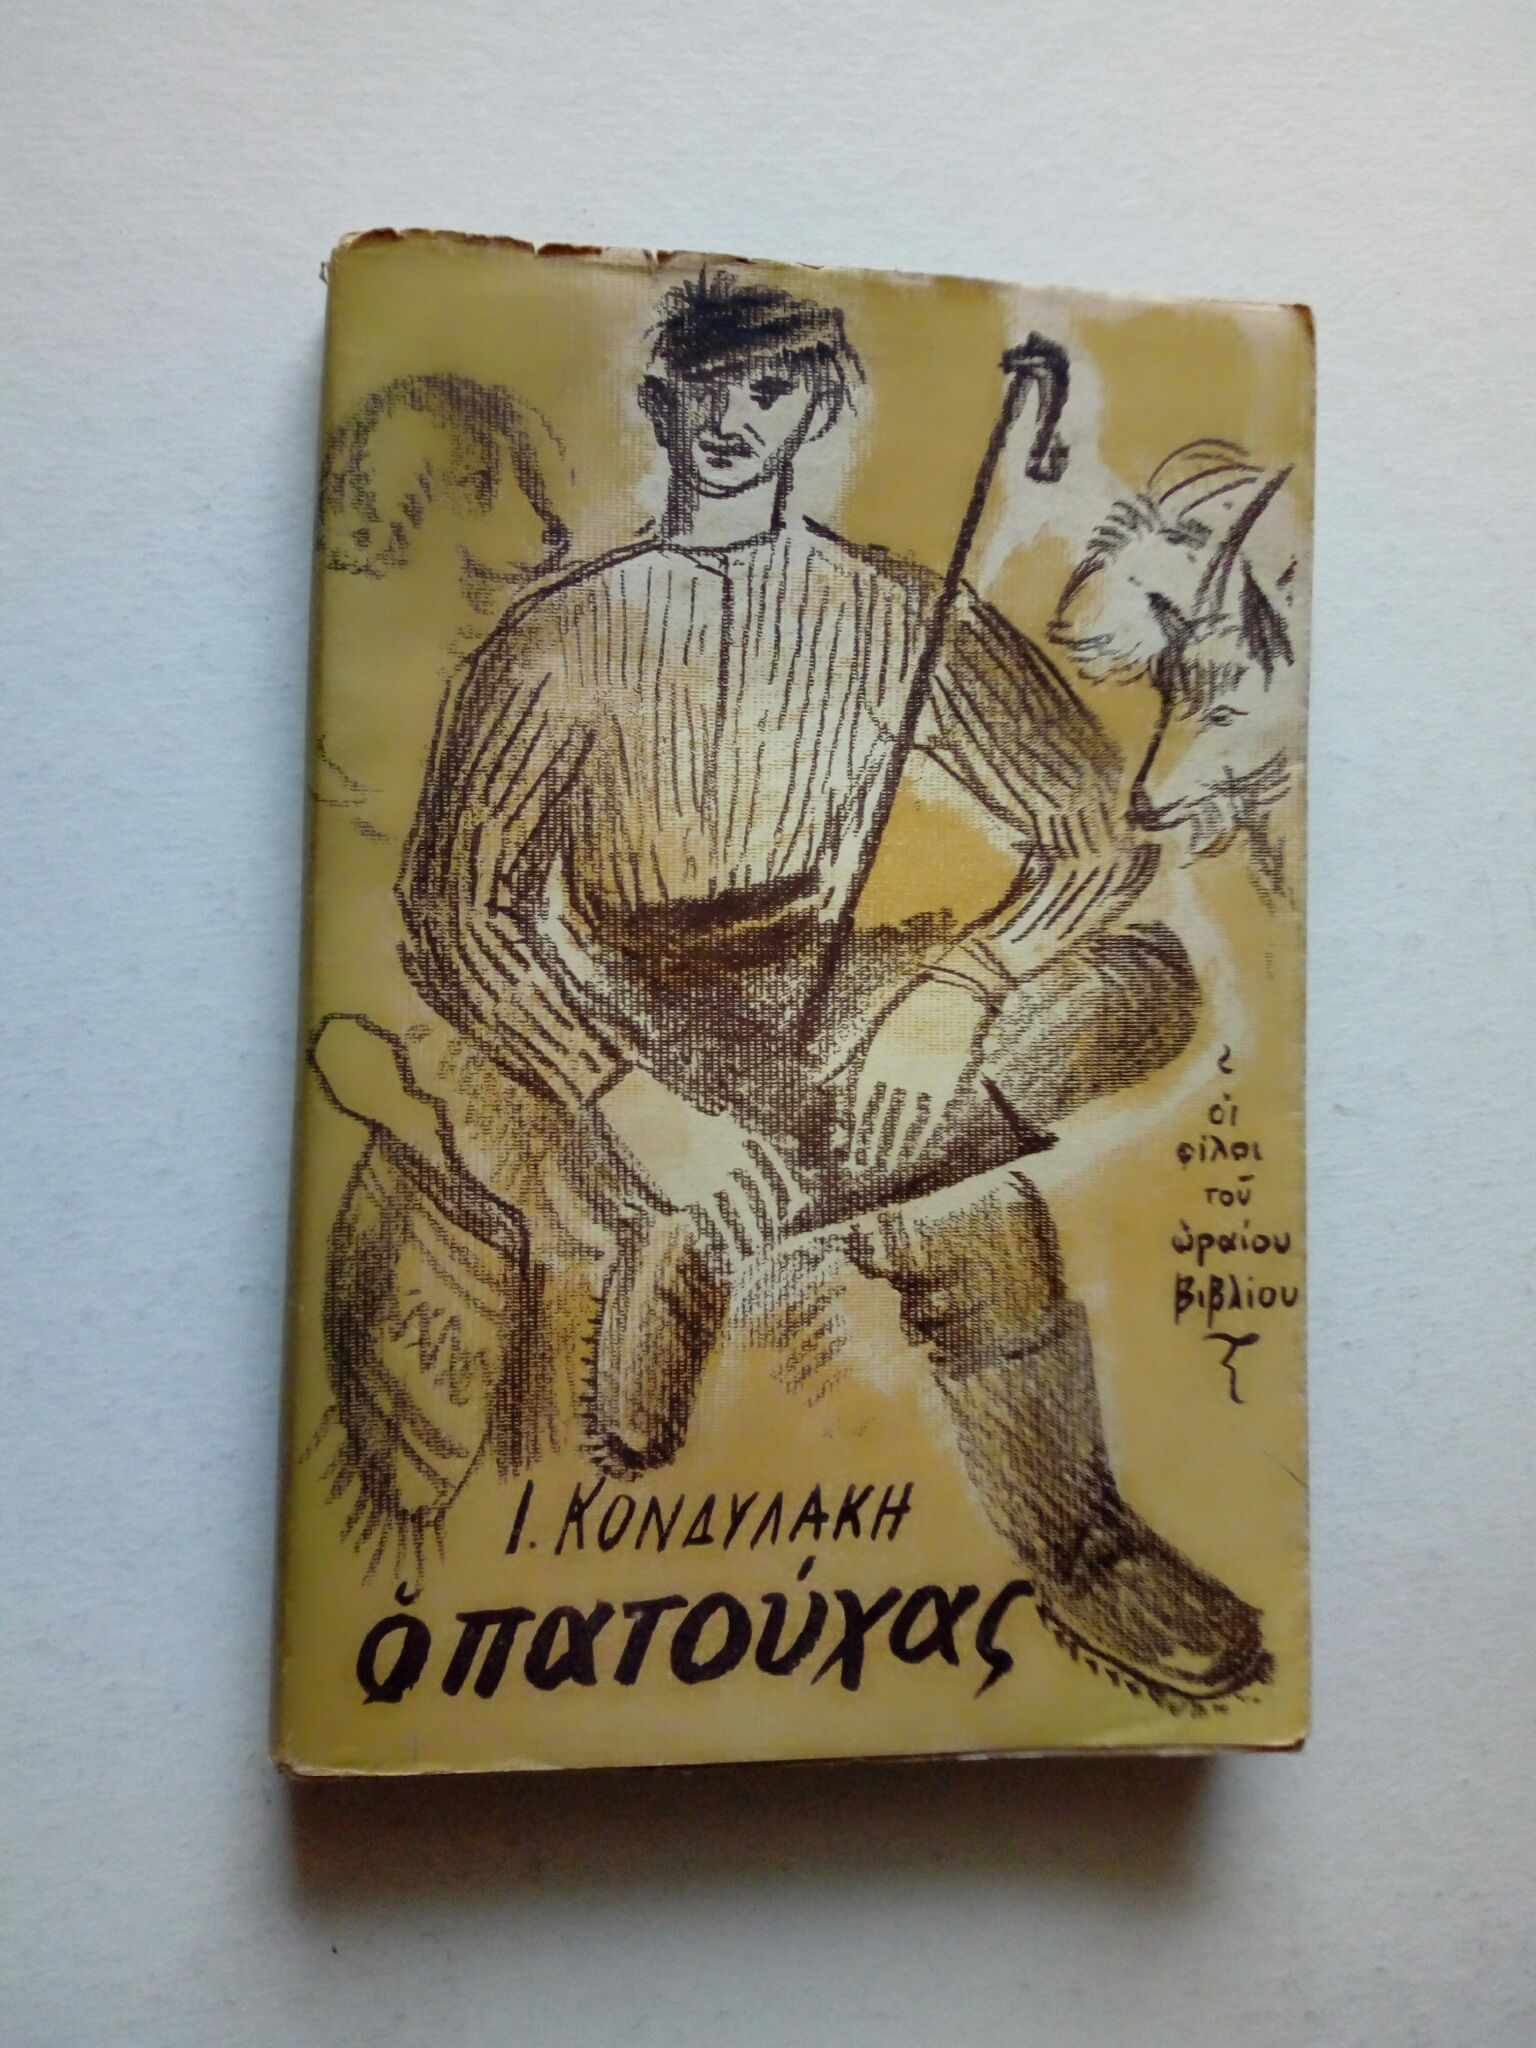 οἱ
φίλοι
τοῦ
ὡραίου
βιβλίου
Ι. ΚΟΝΔΥΛΑΚΗ
ὁ πατούχας